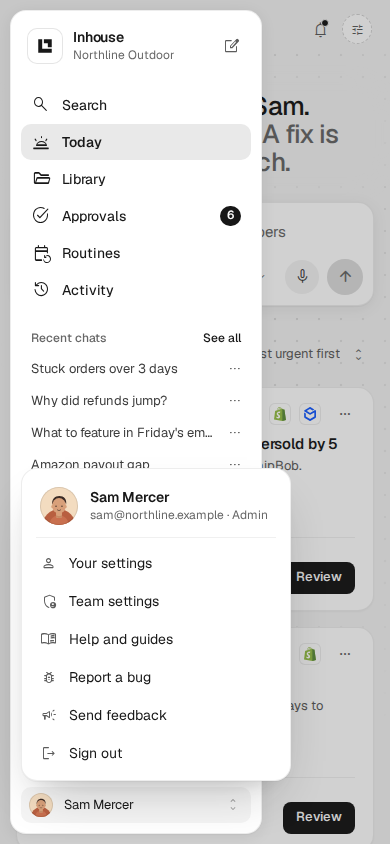 Inhouse
Northline Outdoor
Search
Today
Library
Approvals 6
Routines
Activity
Recent chats See all
Stuck orders over 3 days ...
Why did refunds jump? ...
What to feature in Friday's em... ...
Amazon payout gap
Sam Mercer
sam@northline.example · Admin
Your settings
Team settings
Help and guides
Report a bug
Send feedback
Sign out
Sam Mercer
Sam.
A fix is
ch.
st urgent first
ersold by 5
Review
ays to
Review